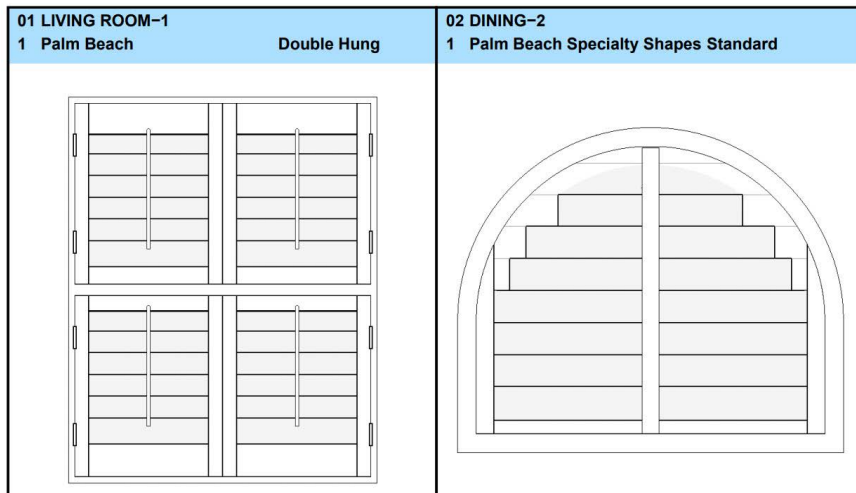 01 LIVING ROOM−1
1 Palm Beach Double Hung
02 DINING−2
1 Palm Beach Specialty Shapes Standard